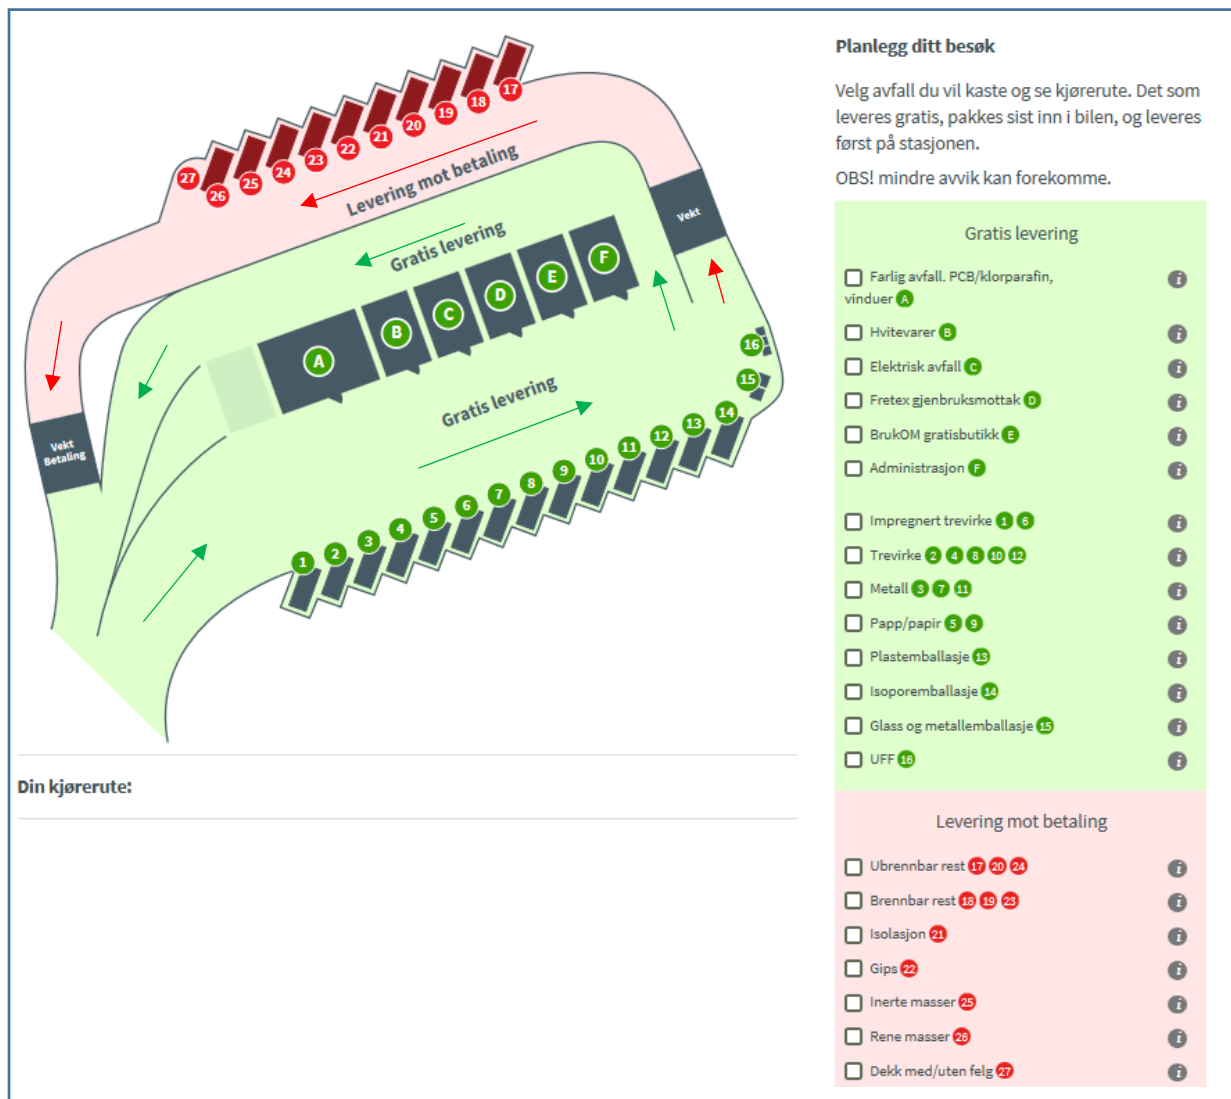 17
18
19
20
21
22
23
24
25
26
27
Levering mot betaling
Gratis levering
Vekt
F
E
D
C
B
A
Gratis levering
16
15
14
13
12
11
10
9
8
7
6
5
4
3
2
1
Vekt
Betaling
Din kjørerute:
Planlegg ditt besøk
Velg avfall du vil kaste og se kjørerute. Det som
leveres gratis, pakkes sist inn i bilen, og leveres
først på stasjonen.
OBS! mindre avvik kan forekomme.
Gratis levering
Farlig avfall. PCB/klorparafin,
vinduer A
Hvitevarer B
Elektrisk avfall C
Fretex gjenbruksmottak D
BrukOM gratisbutikk E
Administrasjon F
Impregnert trevirke 1 6
Trevirke 2 4 8 10 12
Metall 3 7 11
Papp/papir 5 9
Plastemballasje 13
Isoporemballasje 14
Glass og metallemballasje 15
UFF 16
Levering mot betaling
Ubrennbar rest 17 20 24
Brennbar rest 18 19 23
Isolasjon 21
Gips 22
Inerte masser 25
Rene masser 26
Dekk med/uten felg 27